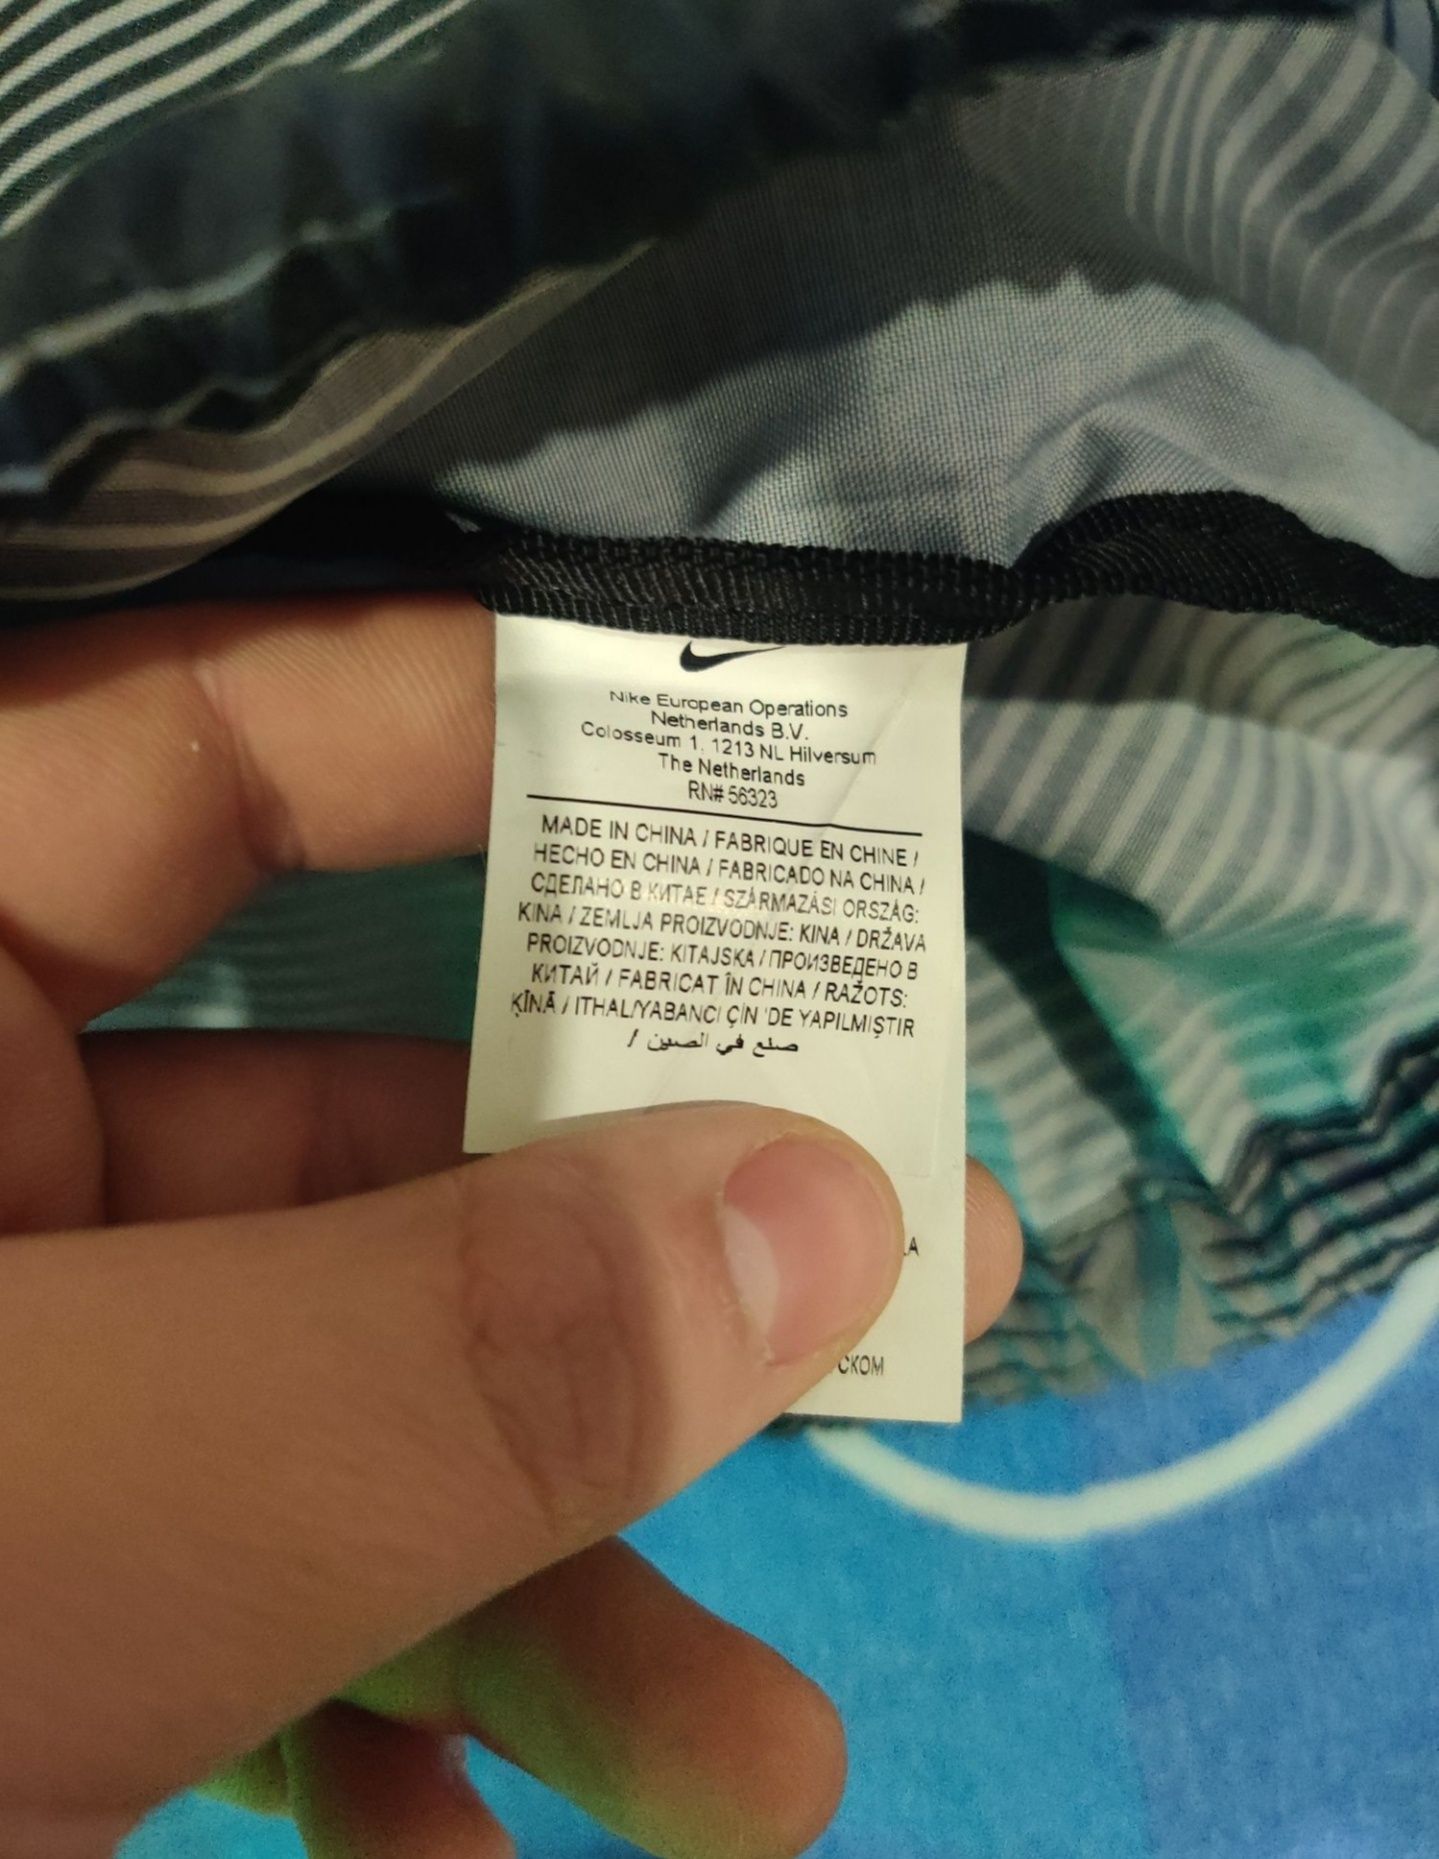 Nike European Operations
Netherlands B.V.
Colosseum 1, 1213 NL Hilversum
The Netherlands
RN# 56323
MADE IN CHINA / FABRIQUE EN CHINE /
HECHO EN CHINA / FABRICADO NA CHINA /
СДЕЛАНО В КИТАЕ / SZÁRMAZÁSI ORSZÁG:
KINA / ZEMLJA PROIZVODNJE: KINA / DRŽAVA
PROIZVODNJE: KITAJSKA / ПРОИЗВЕДЕНО В
КИТАЙ / FABRICAT ÎN CHINA / RAŽOTS:
ĶĪNĀ / ITHAL/YABANCI ÇİN 'DE YAPILMIŞTIR
/ صنع في الصين